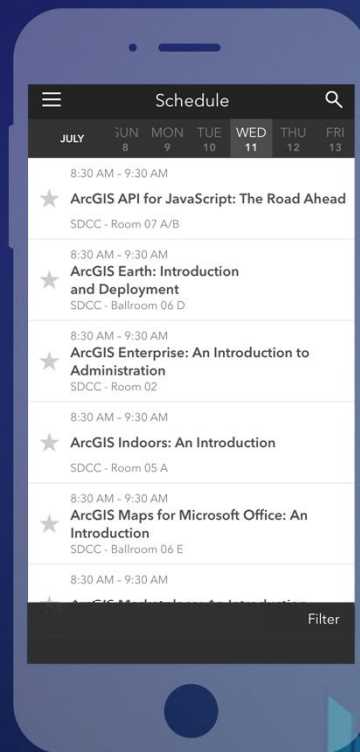 Schedule
JULY
SUN MON TUE WED THU FRI
8 9 10 11 12 13
8:30 AM – 9:30 AM
ArcGIS API for JavaScript: The Road Ahead
SDCC - Room 07 A/B
8:30 AM – 9:30 AM
ArcGIS Earth: Introduction
and Deployment
SDCC - Ballroom 06 D
8:30 AM – 9:30 AM
ArcGIS Enterprise: An Introduction to
Administration
SDCC - Room 02
8:30 AM – 9:30 AM
ArcGIS Indoors: An Introduction
SDCC - Room 05 A
8:30 AM – 9:30 AM
ArcGIS Maps for Microsoft Office: An
Introduction
SDCC - Ballroom 06 E
8:30 AM – 9:30 AM
Filter